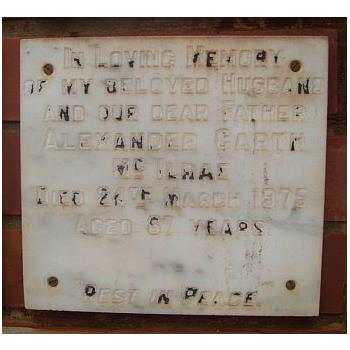 In Loving Memory
of my beloved Husband
and our dear Father
Alexander Garth
McIlrae
Died 26th March 1975
Aged 67 years
Rest in Peace.